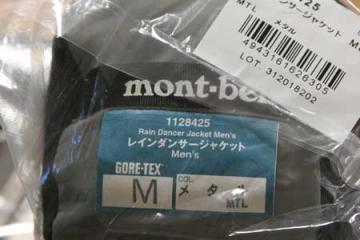 425
MTL
ンサージャケット
メタル
4943161626305
LOT. 312018202
mont-be
1128425
Rain Dancer Jacket Men's
レインダンサージャケット
Men's
GORE-TEX
M
COL.
メタル
MTL